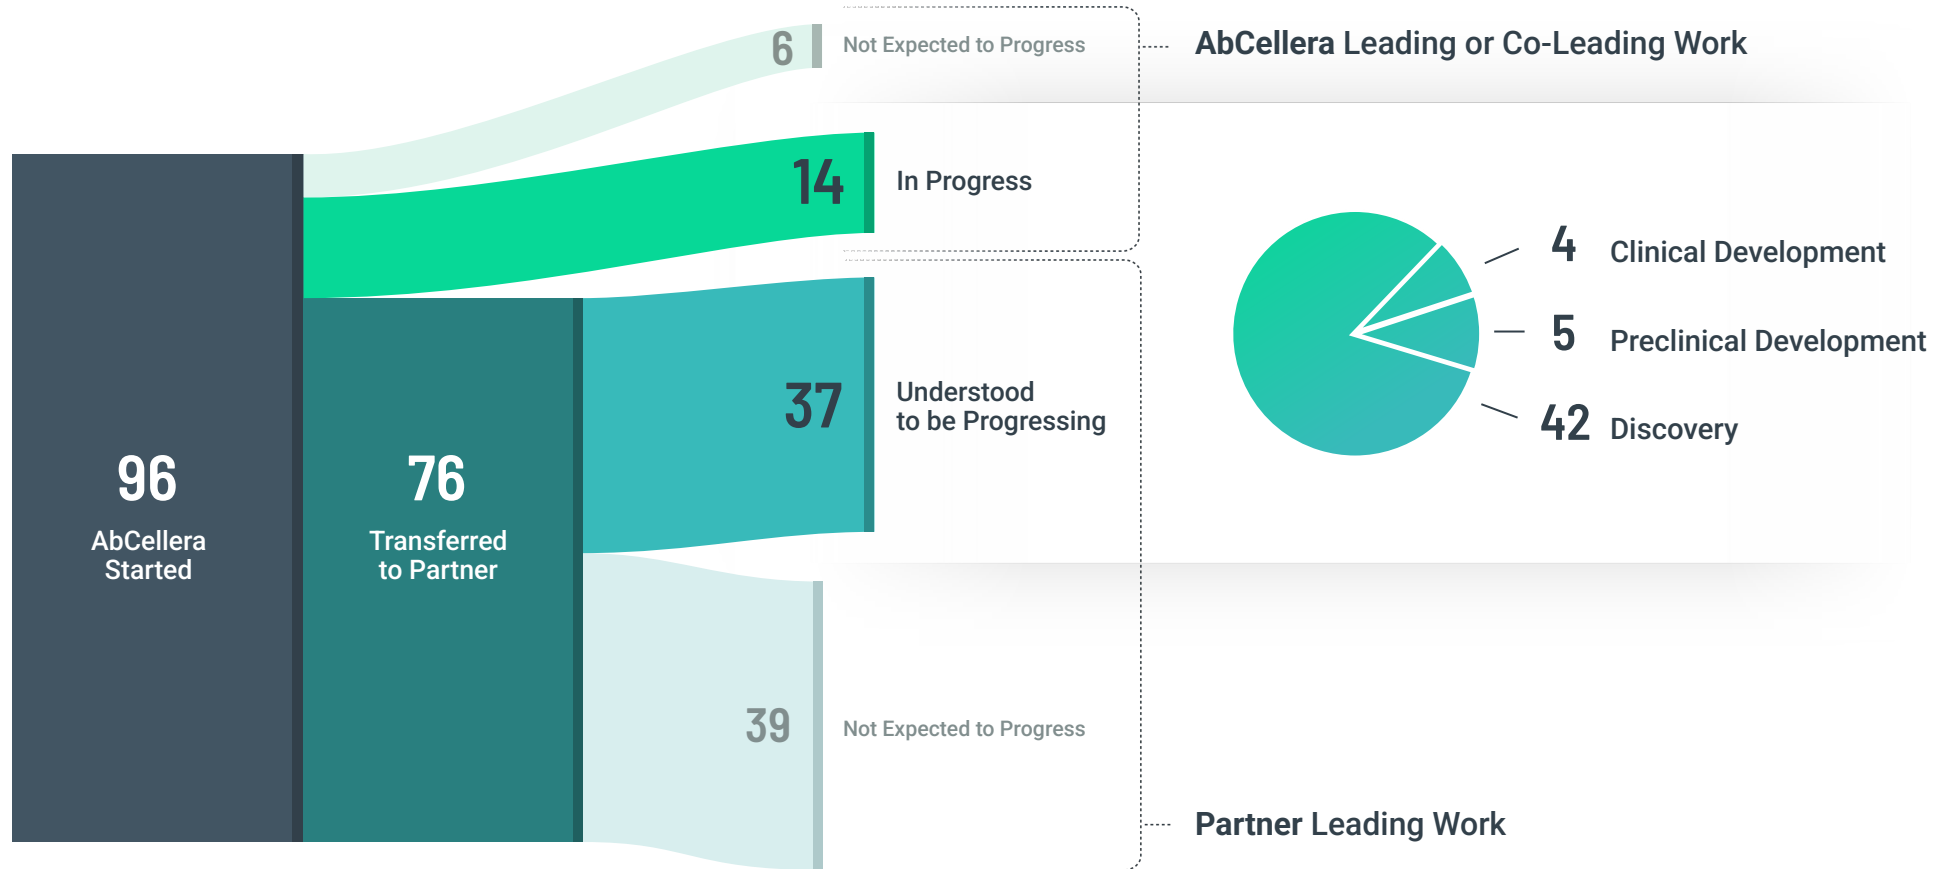 6
Not Expected to Progress
AbCellera Leading or Co-Leading Work
14
In Progress
96
AbCellera
Started
76
Transferred
to Partner
37
Understood
to be Progressing
4
Clinical Development
5
Preclinical Development
42
Discovery
39
Not Expected to Progress
Partner Leading Work